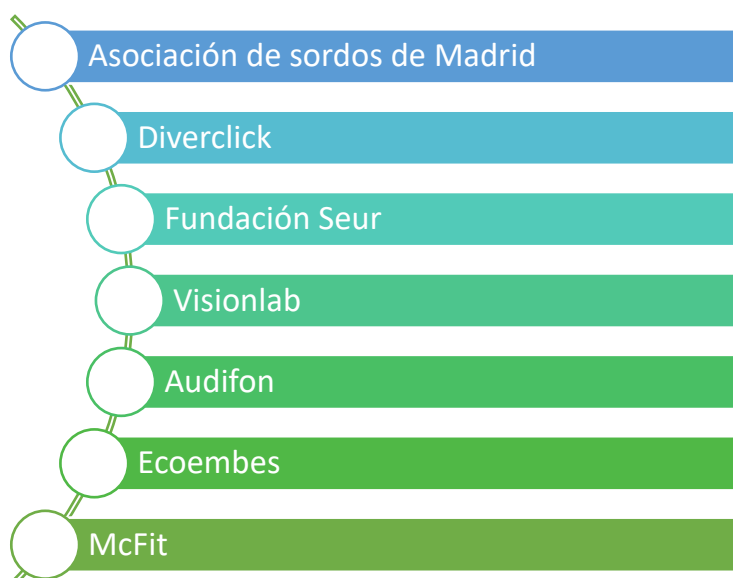 Asociación de sordos de Madrid
Diverclick
Fundación Seur
Visionlab
Audifon
Ecoembes
McFit